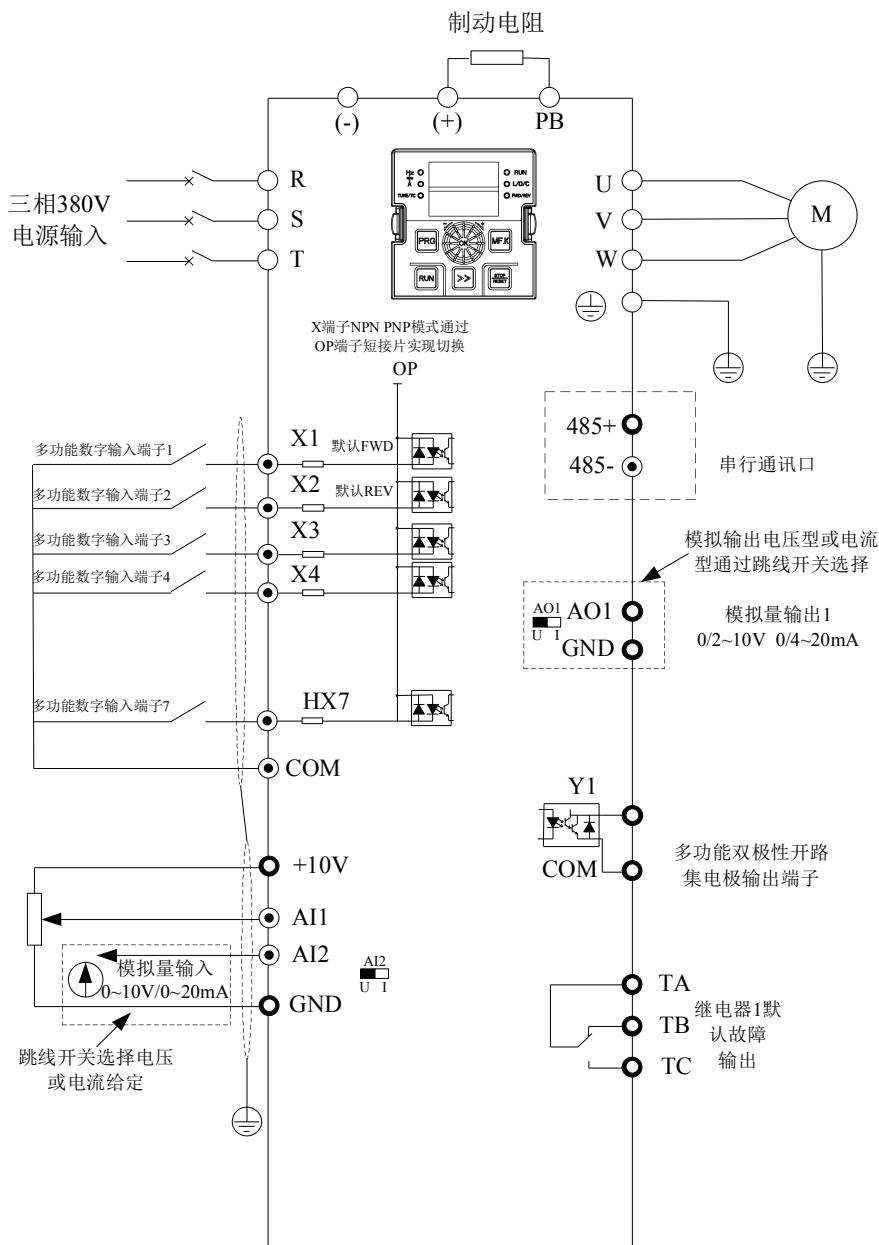 制动电阻
(-)
(+)
PB
三相380V
电源输入
R
S
T
Hz
A
TUNE/TC
RUN
L/D/C
FWD/REV
PRG
OK
MF.K
RUN
>>
STOP
RESET
U
V
W
M
X端子NPN PNP模式通过
OP端子短接片实现切换
OP
多功能数字输入端子1
X1
默认FWD
多功能数字输入端子2
X2
默认REV
多功能数字输入端子3
X3
多功能数字输入端子4
X4
多功能数字输入端子7
HX7
COM
485+
485-
串行通讯口
模拟输出电压型或电流
型通过跳线开关选择
AO1
U I
AO1
GND
模拟量输出1
0/2~10V 0/4~20mA
Y1
COM
多功能双极性开路
集电极输出端子
+10V
AI1
AI2
GND
AI2
U I
模拟量输入
0~10V/0~20mA
跳线开关选择电压
或电流给定
TA
TB
TC
继电器1默
认故障
输出